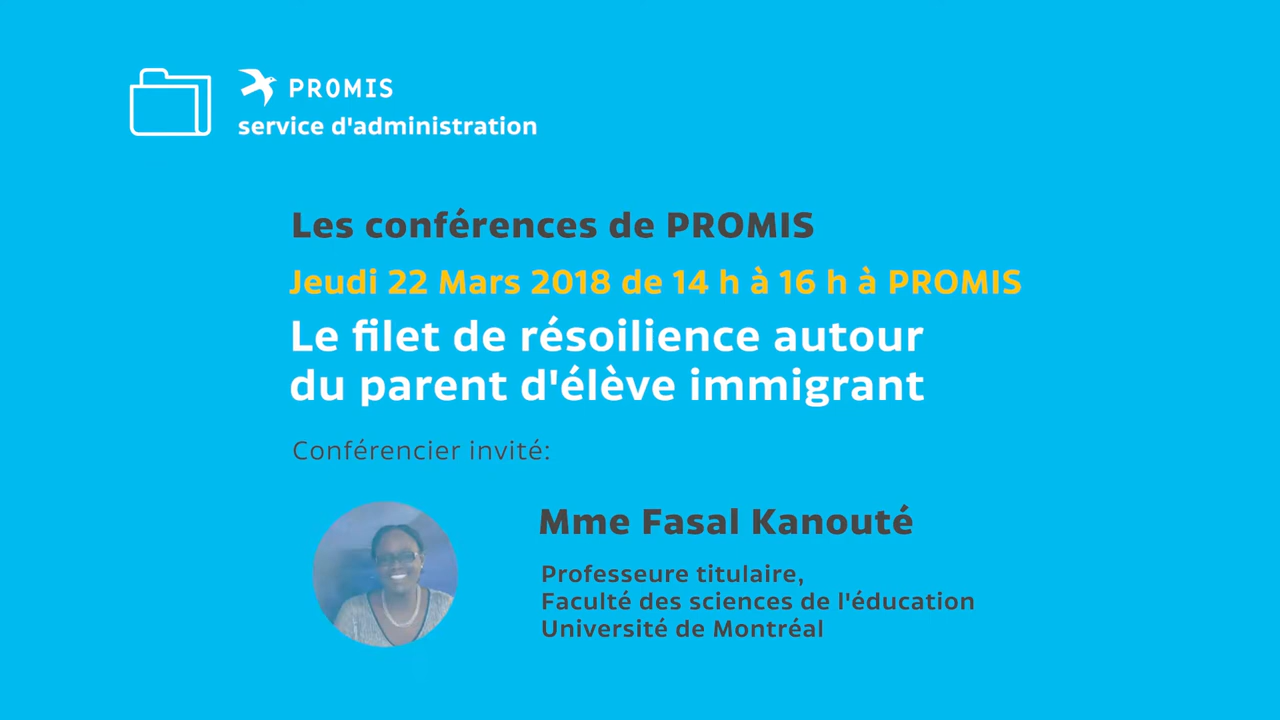 PROMIS
service d'administration
Les conférences de PROMIS
Jeudi 22 Mars 2018 de 14 h à 16 h à PROMIS
Le filet de résoilience autour
du parent d'élève immigrant
Conférencier invité:
Mme Fasal Kanouté
Professeure titulaire,
Faculté des sciences de l'éducation
Université de Montréal